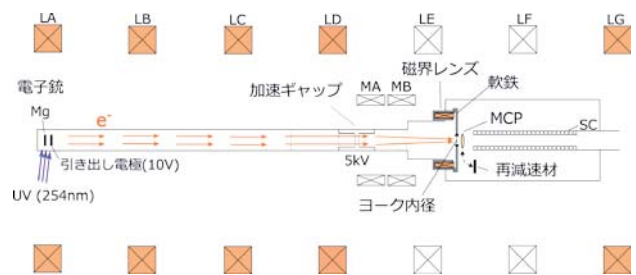 LA LB LC LD LE LF LG
電子銃
Mg
e⁻
引き出し電極(10V)
UV (254nm)
加速ギャップ
MA MB
5kV
磁界レンズ
軟鉄
MCP
SC
再減速材
ヨーク内径